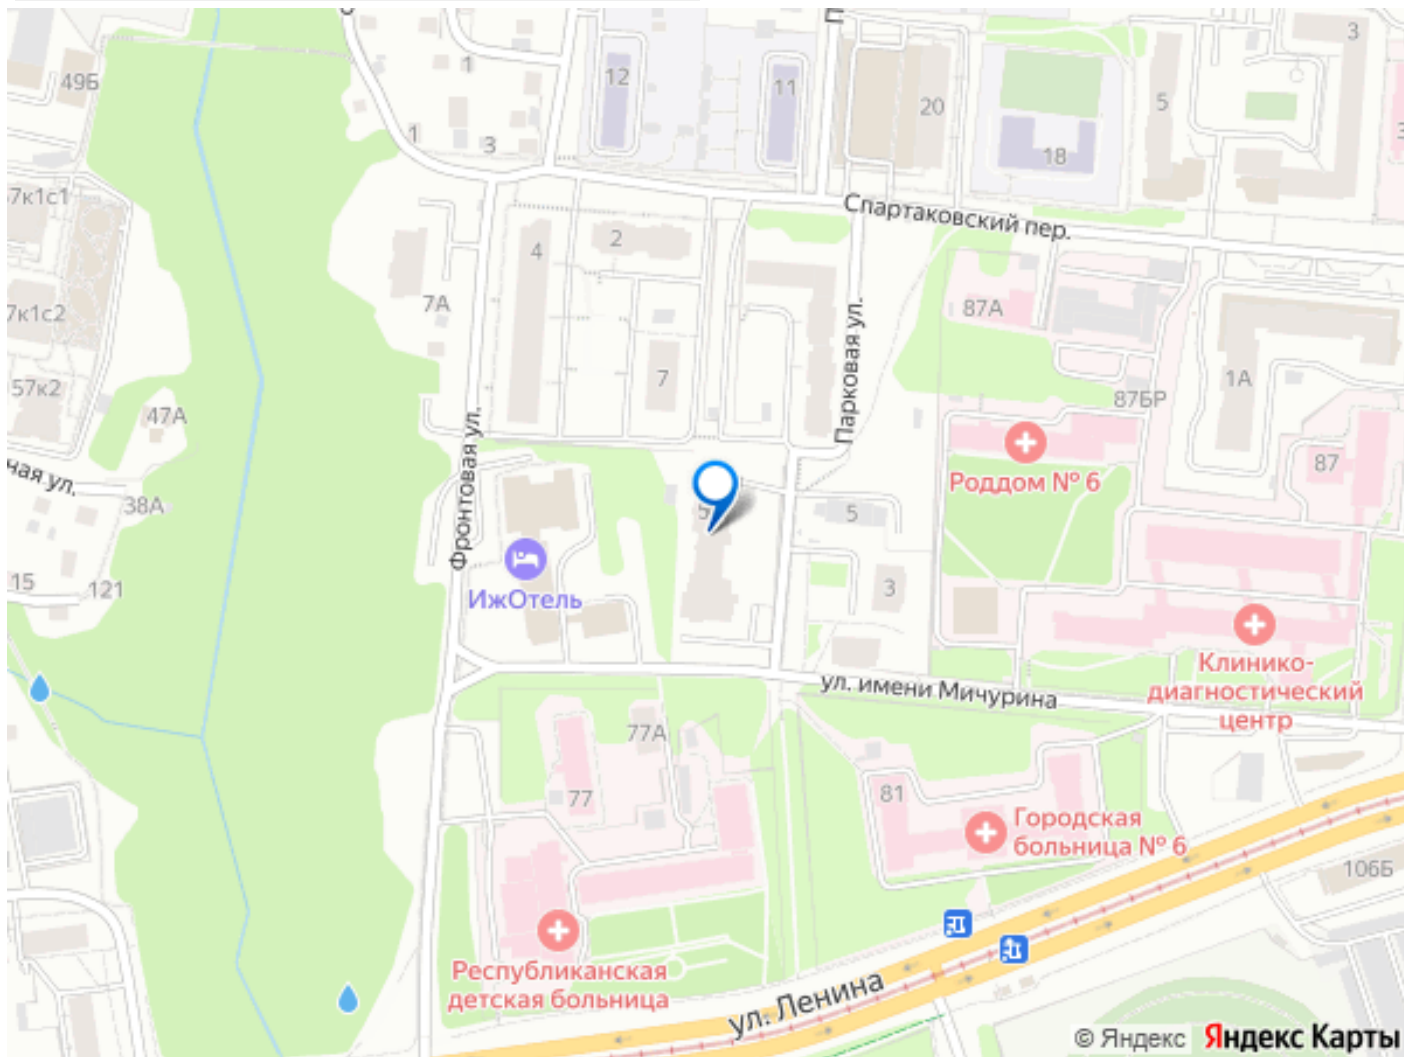 49Б
1
12
11
20
18
5
3
1
3
7к1с1
Спартаковский пер.
4
2
7А
87А
7к1с2
Парковая ул.
7
1А
57к2
87БР
47А
Фронтовая ул.
87
ная ул.
Роддом № 6
38А
5
5
ИжОтель
15
121
3
Клинико-
диагностический
центр
ул. имени Мичурина
77А
77
81
Городская
больница № 6
106Б
Республиканская
детская больница
ул. Ленина
© Яндекс Яндекс Карты